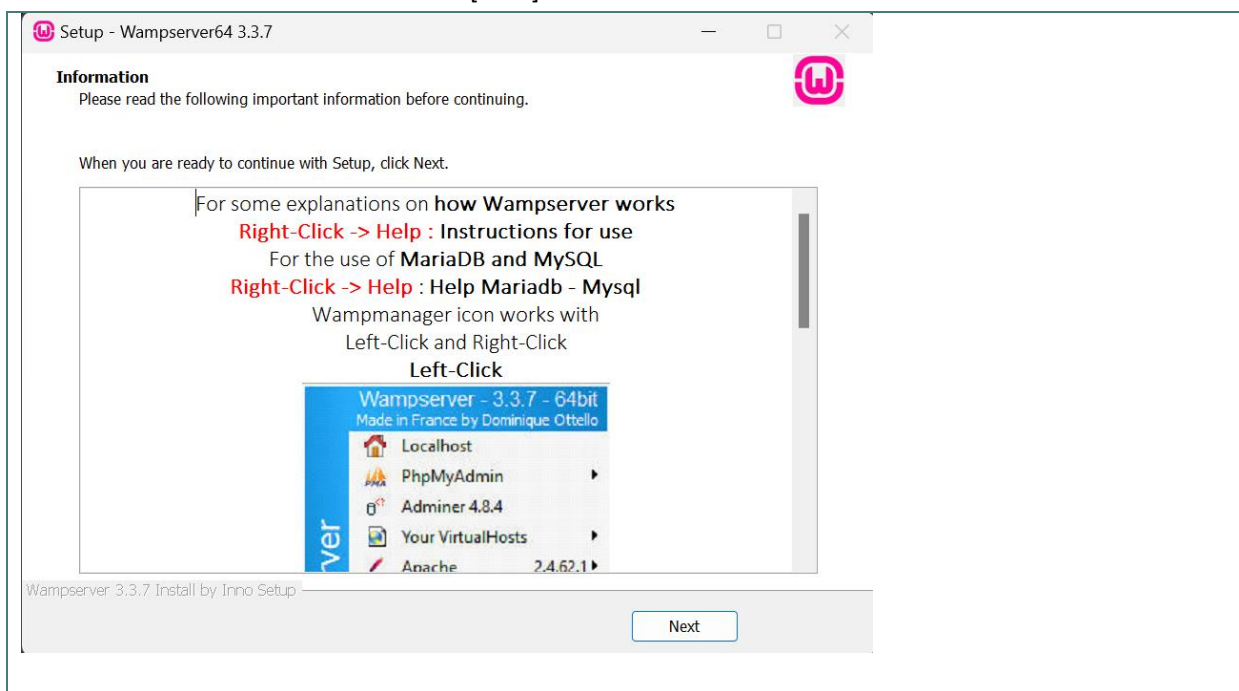 Setup - Wampserver64 3.3.7
Information
Please read the following important information before continuing.
When you are ready to continue with Setup, click Next.
For some explanations on how Wampserver works
Right-Click -> Help : Instructions for use
For the use of MariaDB and MySQL
Right-Click -> Help : Help Mariadb - Mysql
Wampmanager icon works with
Left-Click and Right-Click
Left-Click
Wampserver - 3.3.7 - 64bit
Made in France by Dominique Ottello
Localhost
PhpMyAdmin
Adminer 4.8.4
Your VirtualHosts
Apache 2.4.62.1
Wampserver 3.3.7 Install by Inno Setup
Next